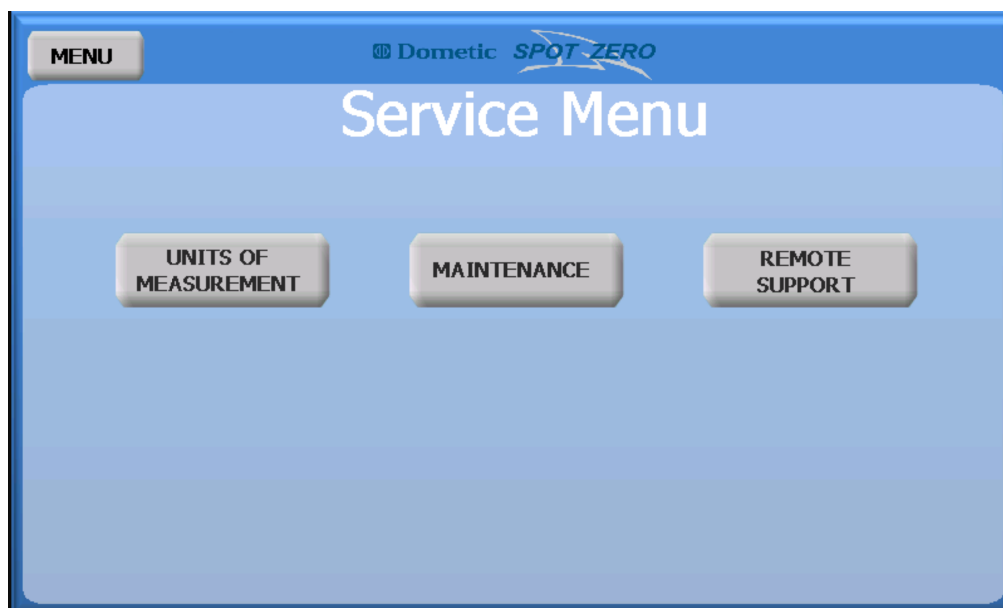 MENU
Dometic SPOT ZERO
Service Menu
UNITS OF
MEASUREMENT
MAINTENANCE
REMOTE
SUPPORT